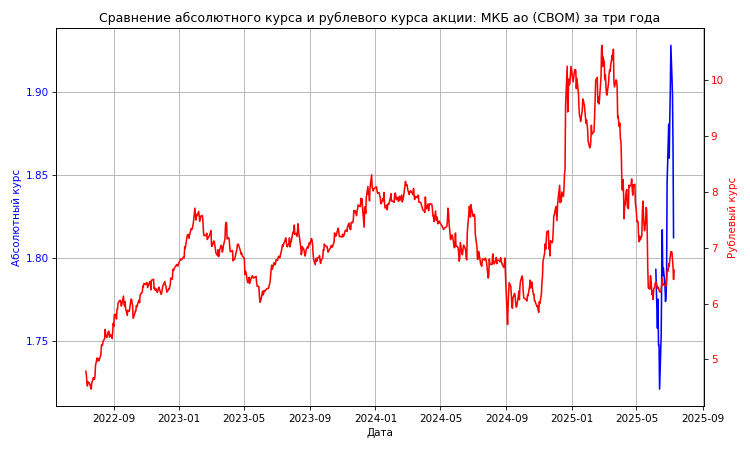 Сравнение абсолютного курса и рублевого курса акции: МКБ ао (CBOM) за три года
1.90
1.85
1.80
1.75
Абсолютный курс
10
9
8
7
6
5
Рублевый курс
2022-09 2023-01 2023-05 2023-09 2024-01 2024-05 2024-09 2025-01 2025-05 2025-09
Дата